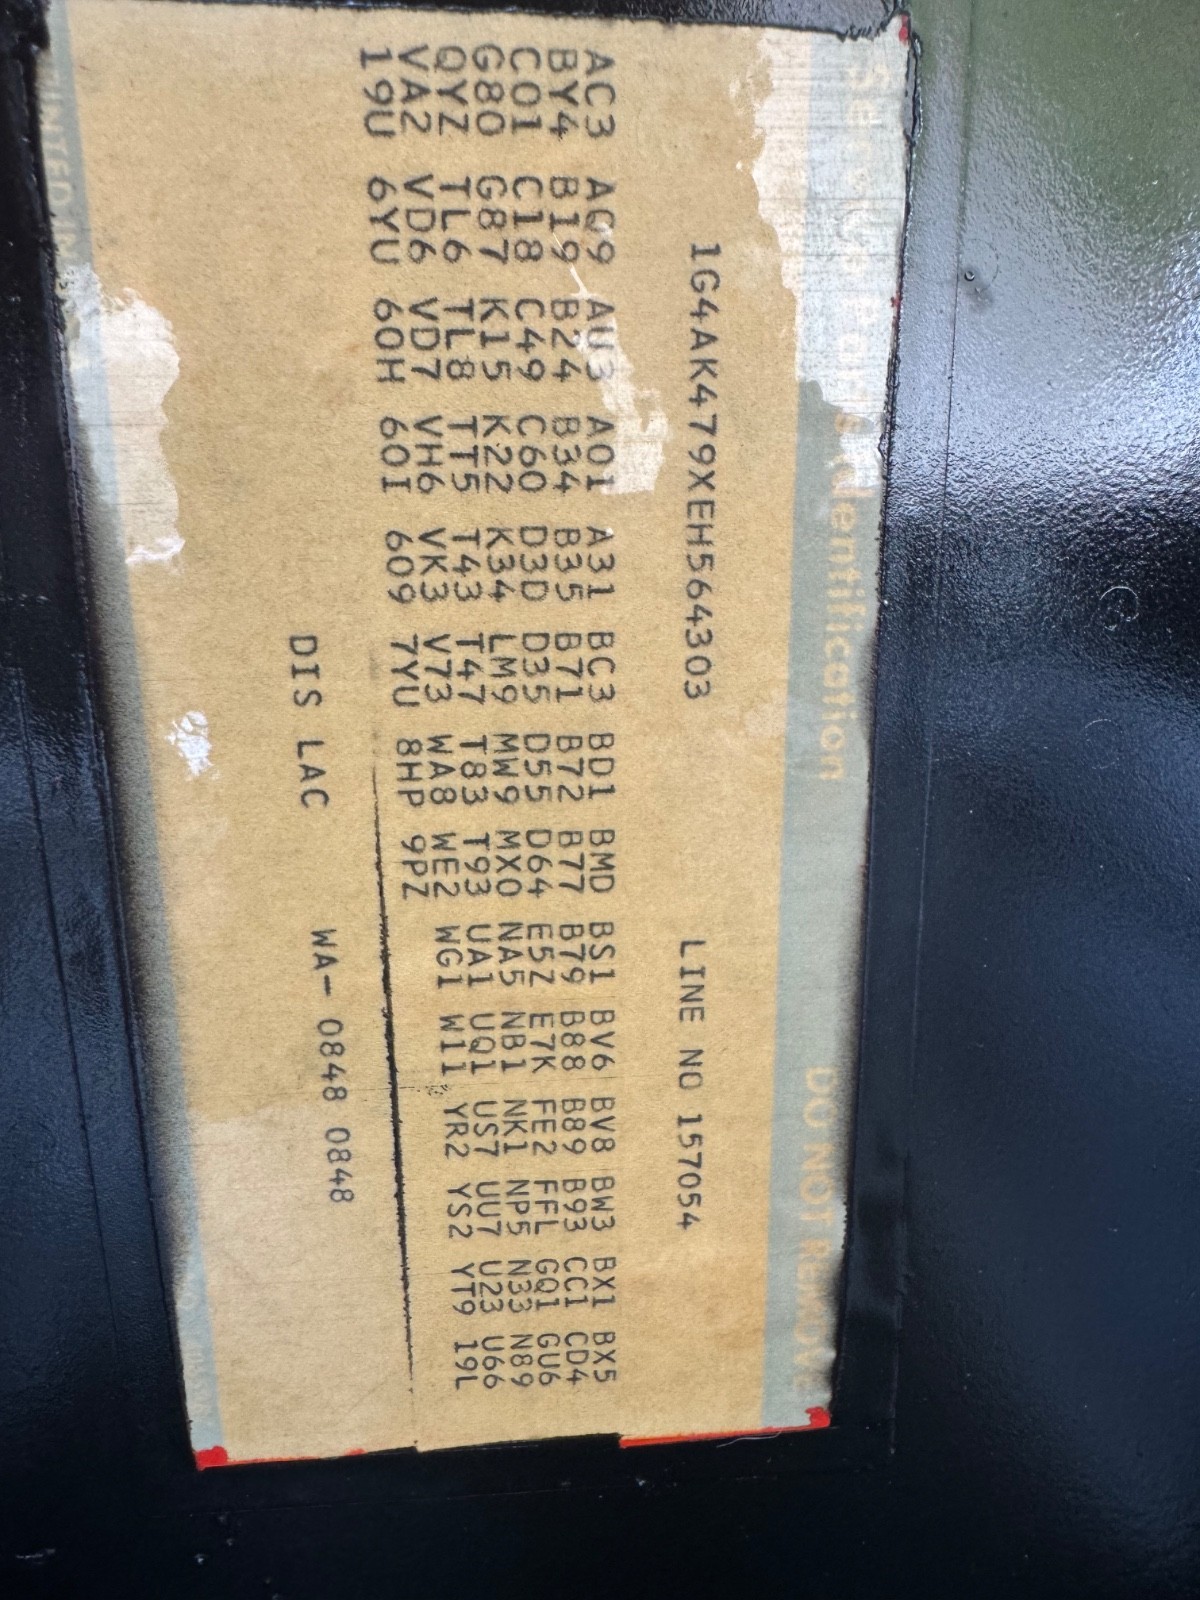 Service Parts Identification DO NOT REMOVE
1G4AK479XEH564303 LINE NO 157054
AC3 AQ9 AU3 A01 A31 BC3 BD1 BMD BS1 BV6 BV8 BW3 BX1 BX5
BY4 B19 B24 B34 B35 B71 B72 B77 B79 B88 B89 B93 CC1 CD4
C01 C18 C49 C60 D3D D35 D55 D64 E5Z E7K FE2 FFL GQ1 GU6
G80 G87 K15 K22 K34 LM9 MW9 MX0 NA5 NB1 NK1 NP5 N33 N89
QYZ TL6 TL8 TT5 T43 T47 T83 T93 UA1 UQ1 US7 UU7 U23 U66
VA2 VD6 VD7 VH6 VK3 V73 WA8 WE2 WG1 W11 YR2 YS2 YT9 19L
19U 6YU 60H 60I 609 7YU 8HP 9PZ
DIS LAC WA- 0848 0848
INTED IN